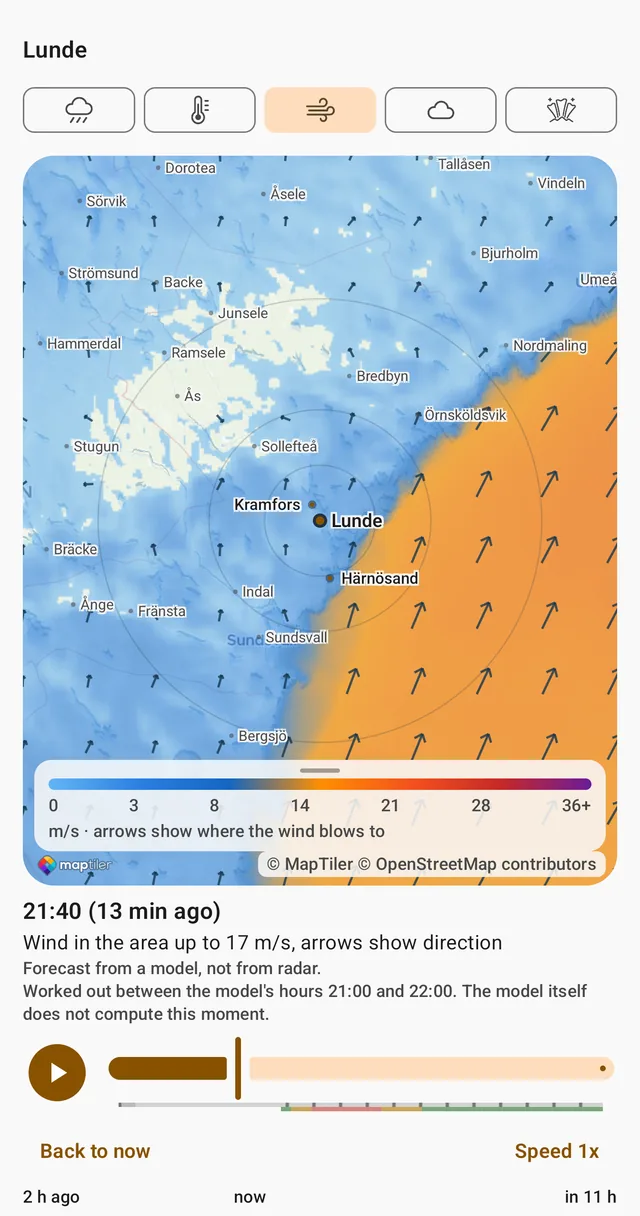 Lunde
Dorotea
Tallåsen
Åsele
Vindeln
Sörvik
Bjurholm
Strömsund
Backe
Umeå
Junsele
Hammerdal
Ramsele
Nordmaling
Bredbyn
Ås
Örnsköldsvik
Stugun
Sollefteå
Kramfors
Lunde
Bräcke
Härnösand
Indal
Ånge
Fränsta
Sundsvall
Bergsjö
0 3 8 14 21 28 36+
m/s · arrows show where the wind blows to
maptiler
© MapTiler © OpenStreetMap contributors
21:40 (13 min ago)
Wind in the area up to 17 m/s, arrows show direction
Forecast from a model, not from radar.
Worked out between the model's hours 21:00 and 22:00. The model itself
does not compute this moment.
Back to now
Speed 1x
2 h ago
now
in 11 h